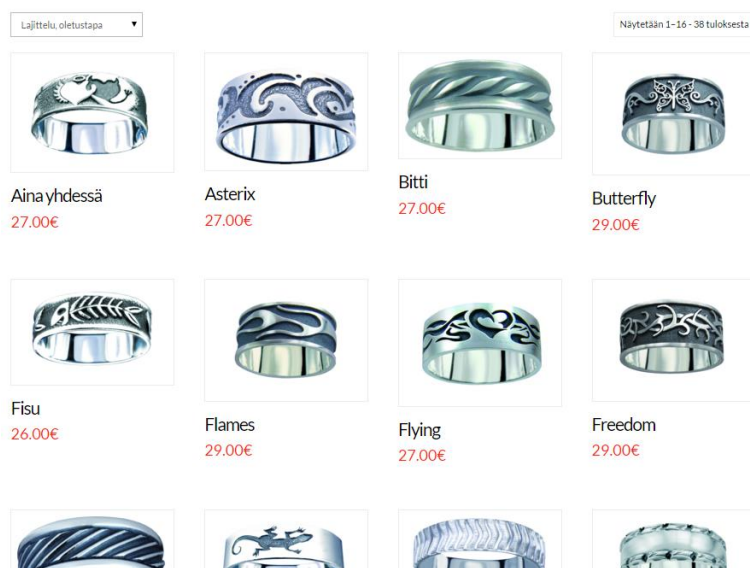 Lajittelu, oletustapa
Näytetään 1–16 - 38 tuloksesta
Aina yhdessä
27.00€
Asterix
27.00€
Bitti
27.00€
Butterfly
29.00€
Fisu
26.00€
Flames
29.00€
Flying
27.00€
Freedom
29.00€